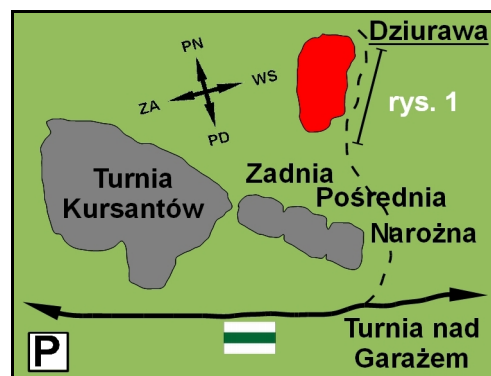 Dziurawa
PN
WS
ZA
PD
rys. 1
Turnia
Kursantów
Zadnia
Pośrednia
Narożna
P
Turnia nad
Garażem